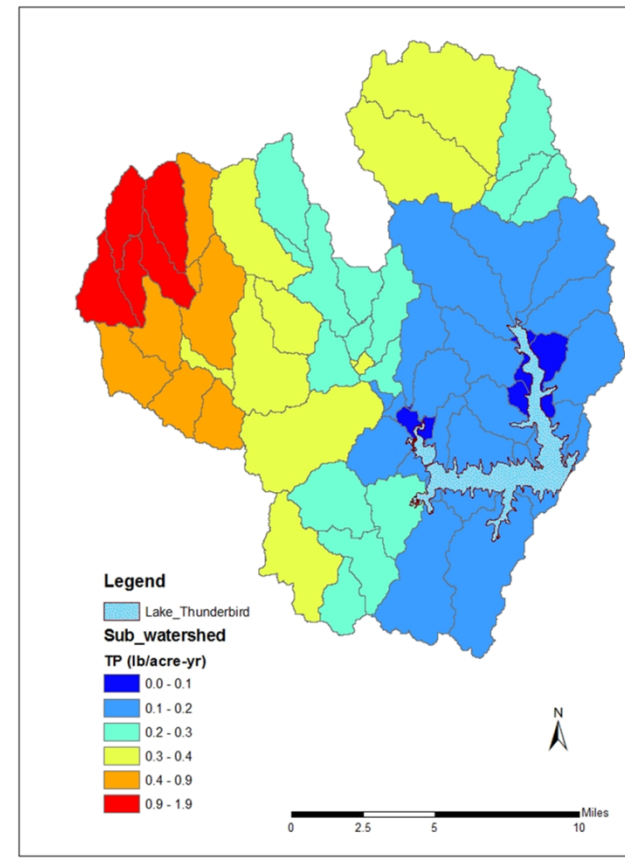 Legend
Lake_Thunderbird
Sub_watershed
TP (lb/acre-yr)
0.0 - 0.1
0.1 - 0.2
0.2 - 0.3
0.3 - 0.4
0.4 - 0.9
0.9 - 1.9
N
Miles
0 2.5 5 10